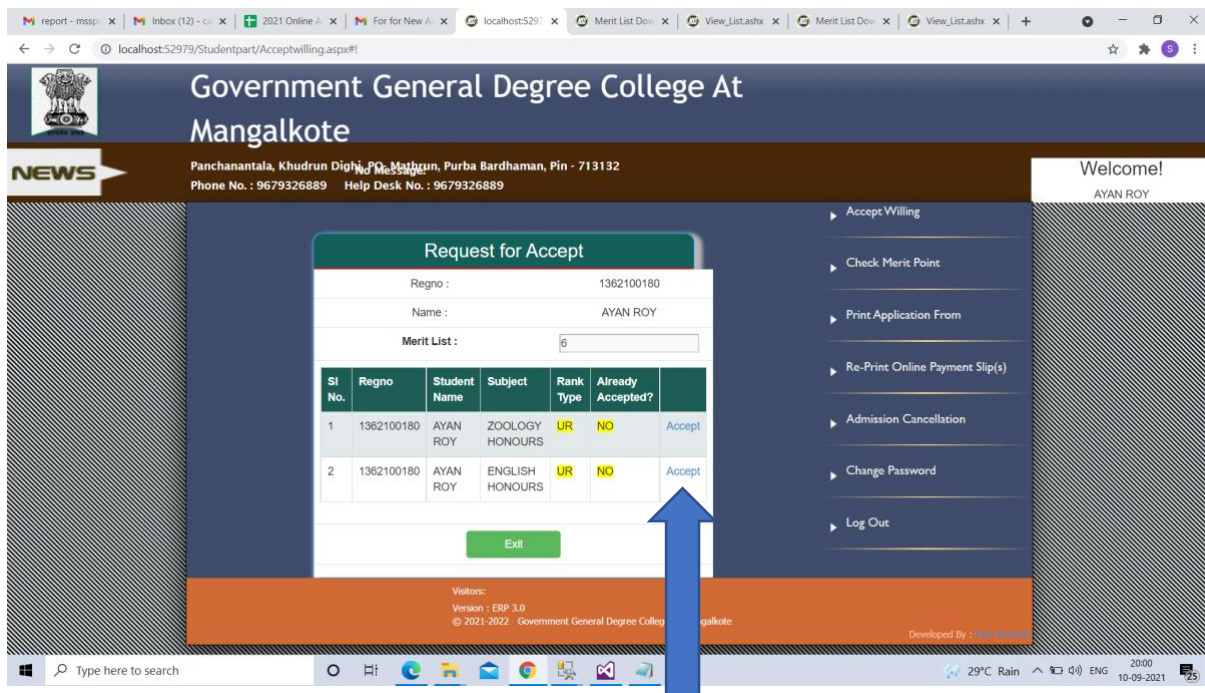 report - mssp
Inbox (12) - c
2021 Online A
For for New A
localhost:5297
Merit List Dow
View_List.ashx
Merit List Dow
View_List.ashx
localhost:52979/Studentpart/Acceptwilling.aspx#!
S
Government General Degree College At
Mangalkote
NEWS
Panchanantala, Khudrun Dighi, PO: Mathrun, Purba Bardhaman, Pin - 713132
No Message:
Phone No. : 9679326889 Help Desk No. : 9679326889
Welcome!
AYAN ROY
Accept Willing
Check Merit Point
Print Application From
Re-Print Online Payment Slip(s)
Admission Cancellation
Change Password
Log Out
Request for Accept
Regno : 1362100180
Name : AYAN ROY
Merit List : 6
Sl No. Regno Student Name Subject Rank Type Already Accepted?
1 1362100180 AYAN ROY ZOOLOGY HONOURS UR NO Accept
2 1362100180 AYAN ROY ENGLISH HONOURS UR NO Accept
Exit
Visitors:
Version : ERP 3.0
© 2021-2022 Government General Degree Colleg galkote
Developed By :
Type here to search
29°C Rain
ENG
20:00
10-09-2021
25